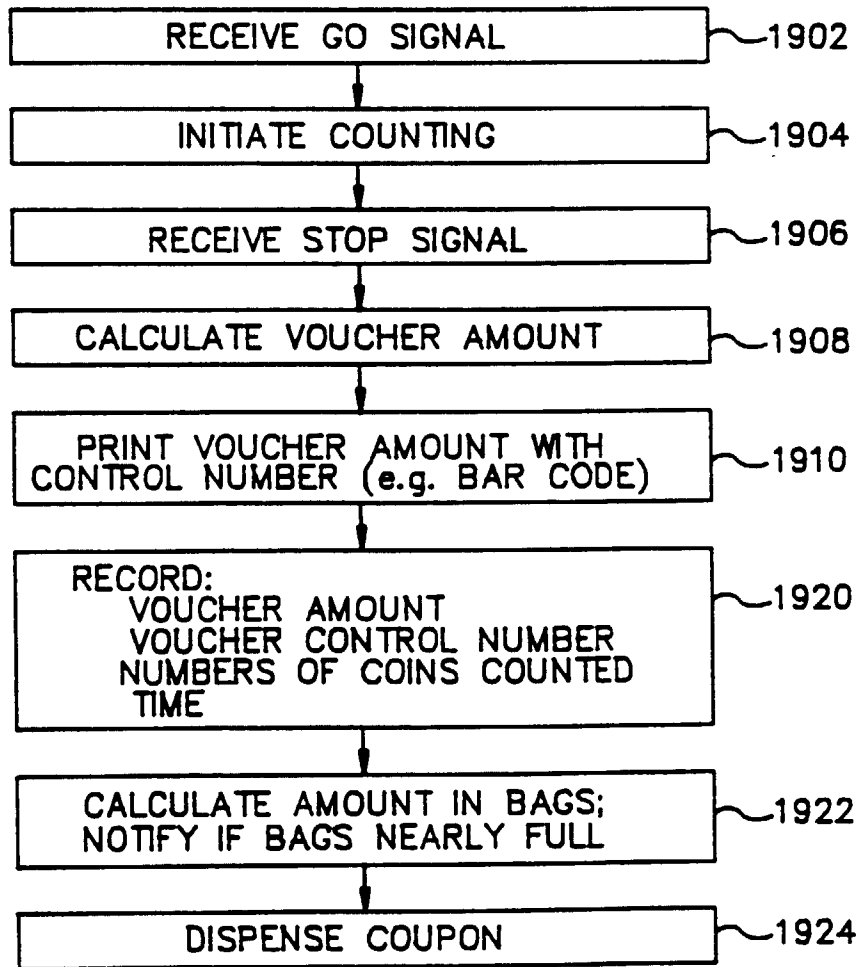 RECEIVE GO SIGNAL 1902
INITIATE COUNTING 1904
RECEIVE STOP SIGNAL 1906
CALCULATE VOUCHER AMOUNT 1908
PRINT VOUCHER AMOUNT WITH
CONTROL NUMBER (e.g. BAR CODE) 1910
RECORD: 1920
VOUCHER AMOUNT
VOUCHER CONTROL NUMBER
NUMBERS OF COINS COUNTED
TIME
CALCULATE AMOUNT IN BAGS; 1922
NOTIFY IF BAGS NEARLY FULL
DISPENSE COUPON 1924